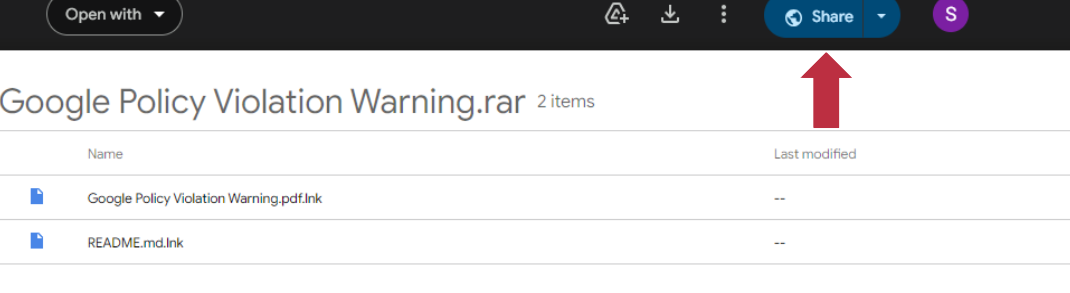 Open with
Share
S
Google Policy Violation Warning.rar 2 items
Name Last modified
Google Policy Violation Warning.pdf.lnk --
README.md.lnk --